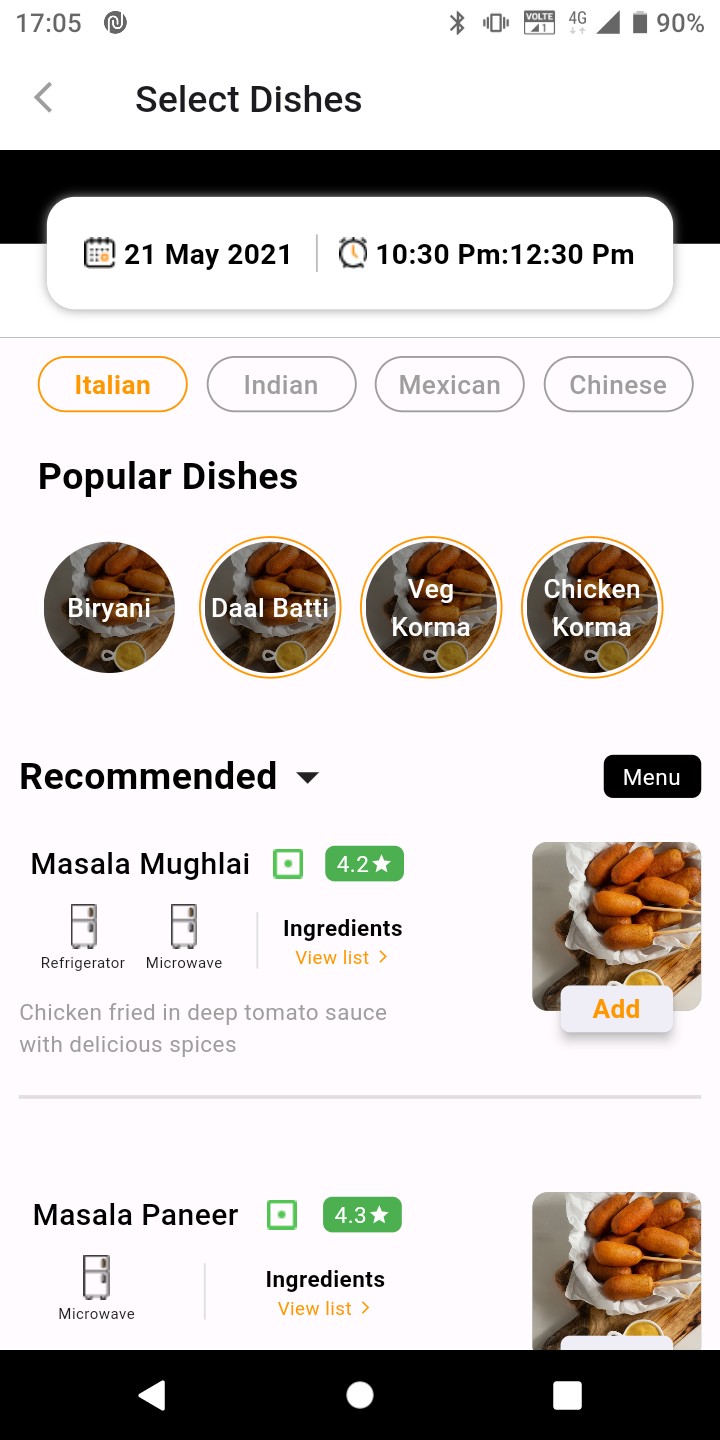 17:05 VOLTE 1 4G 90%
Select Dishes
21 May 2021 10:30 Pm:12:30 Pm
Italian Indian Mexican Chinese
Popular Dishes
Biryani
Daal Batti
Veg
Korma
Chicken
Korma
Recommended Menu
Masala Mughlai 4.2★
Refrigerator Microwave
Ingredients
View list >
Chicken fried in deep tomato sauce
with delicious spices
Add
Masala Paneer 4.3★
Microwave
Ingredients
View list >